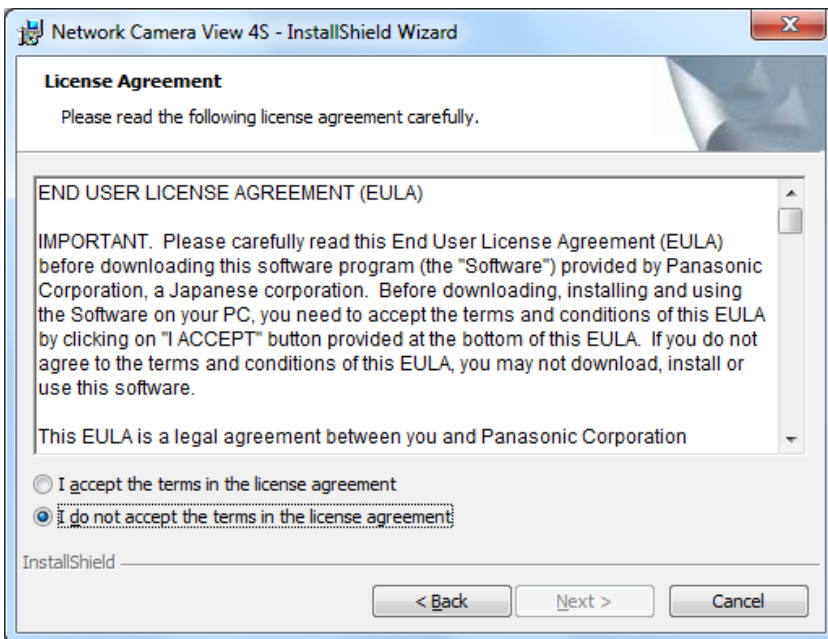 Network Camera View 4S - InstallShield Wizard
License Agreement
Please read the following license agreement carefully.
END USER LICENSE AGREEMENT (EULA)
IMPORTANT.  Please carefully read this End User License Agreement (EULA)
before downloading this software program (the "Software") provided by Panasonic
Corporation, a Japanese corporation.  Before downloading, installing and using
the Software on your PC, you need to accept the terms and conditions of this EULA
by clicking on "I ACCEPT" button provided at the bottom of this EULA.  If you do not
agree to the terms and conditions of this EULA, you may not download, install or
use this software.
This EULA is a legal agreement between you and Panasonic Corporation
I accept the terms in the license agreement
I do not accept the terms in the license agreement
InstallShield
< Back Next > Cancel